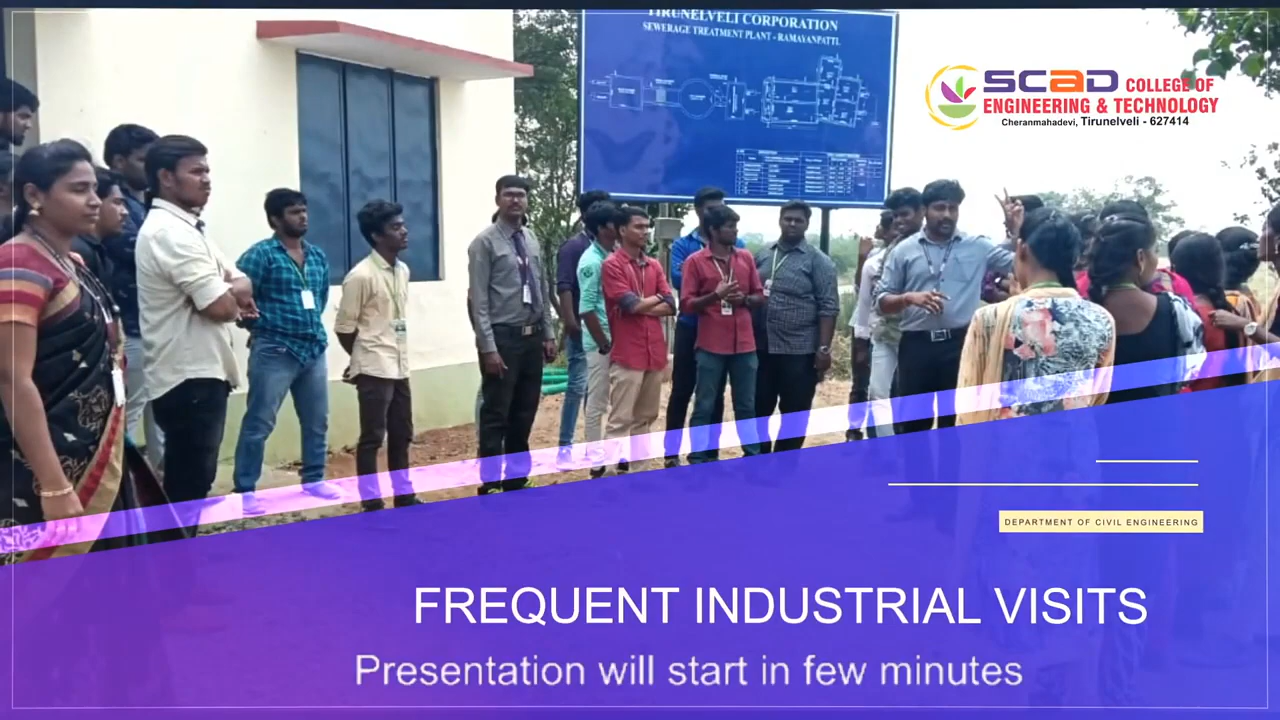 TIRUNELVELI CORPORATION
SEWERAGE TREATMENT PLANT - RAMAYANPATTI.
SCAD COLLEGE OF
ENGINEERING & TECHNOLOGY
Cheranmahadevi, Tirunelveli - 627414
DEPARTMENT OF CIVIL ENGINEERING
FREQUENT INDUSTRIAL VISITS
Presentation will start in few minutes